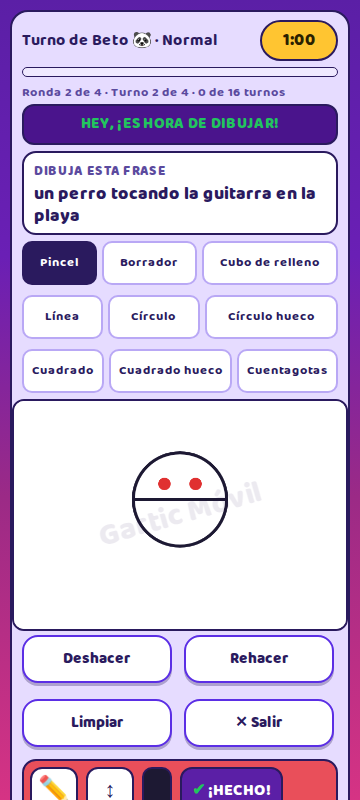 Turno de Beto 🐼 · Normal
1:00
Ronda 2 de 4 · Turno 2 de 4 · 0 de 16 turnos
HEY, ¡ES HORA DE DIBUJAR!
DIBUJA ESTA FRASE
un perro tocando la guitarra en la
playa
Pincel
Borrador
Cubo de relleno
Línea
Círculo
Círculo hueco
Cuadrado
Cuadrado hueco
Cuentagotas
Gartic Móvil
Deshacer
Rehacer
Limpiar
✕ Salir
✏️
↕
✔ ¡HECHO!